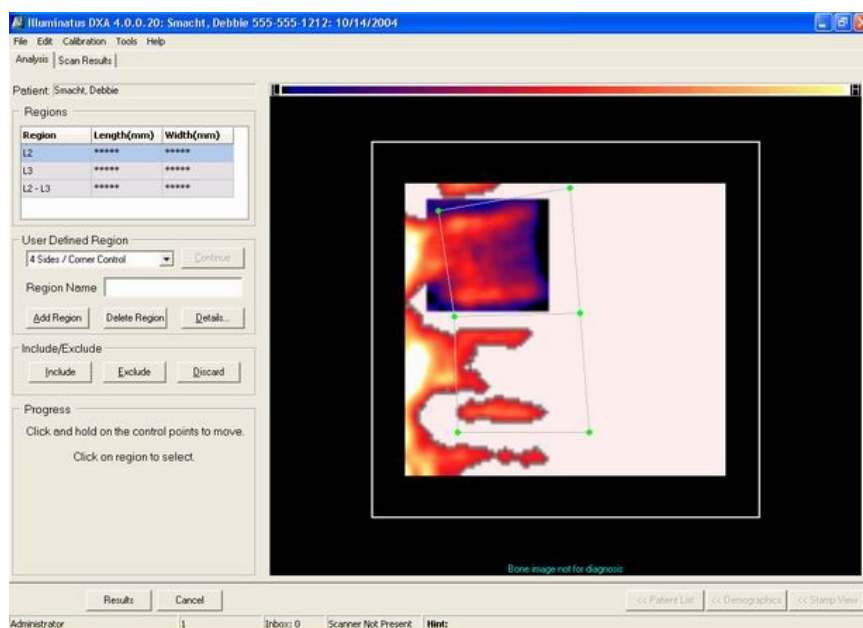 Illuminatus DXA 4.0.0.20: Smacht, Debbie 555-555-1212: 10/14/2004
File Edit Calibration Tools Help
Analysis Scan Results
Patient: Smacht, Debbie
L H
Regions
Region Length(mm) Width(mm)
L2 ***** *****
L3 ***** *****
L2 - L3 ***** *****
User Defined Region
4 Sides / Corner Control Continue
Region Name
Add Region Delete Region Details...
Include/Exclude
Include Exclude Discard
Progress
Click and hold on the control points to move.
Click on region to select.
Bone image not for diagnosis
Results Cancel << Patient List << Demographics << Stamp View
Administrator 1 Inbox: 0 Scanner Not Present Hint: